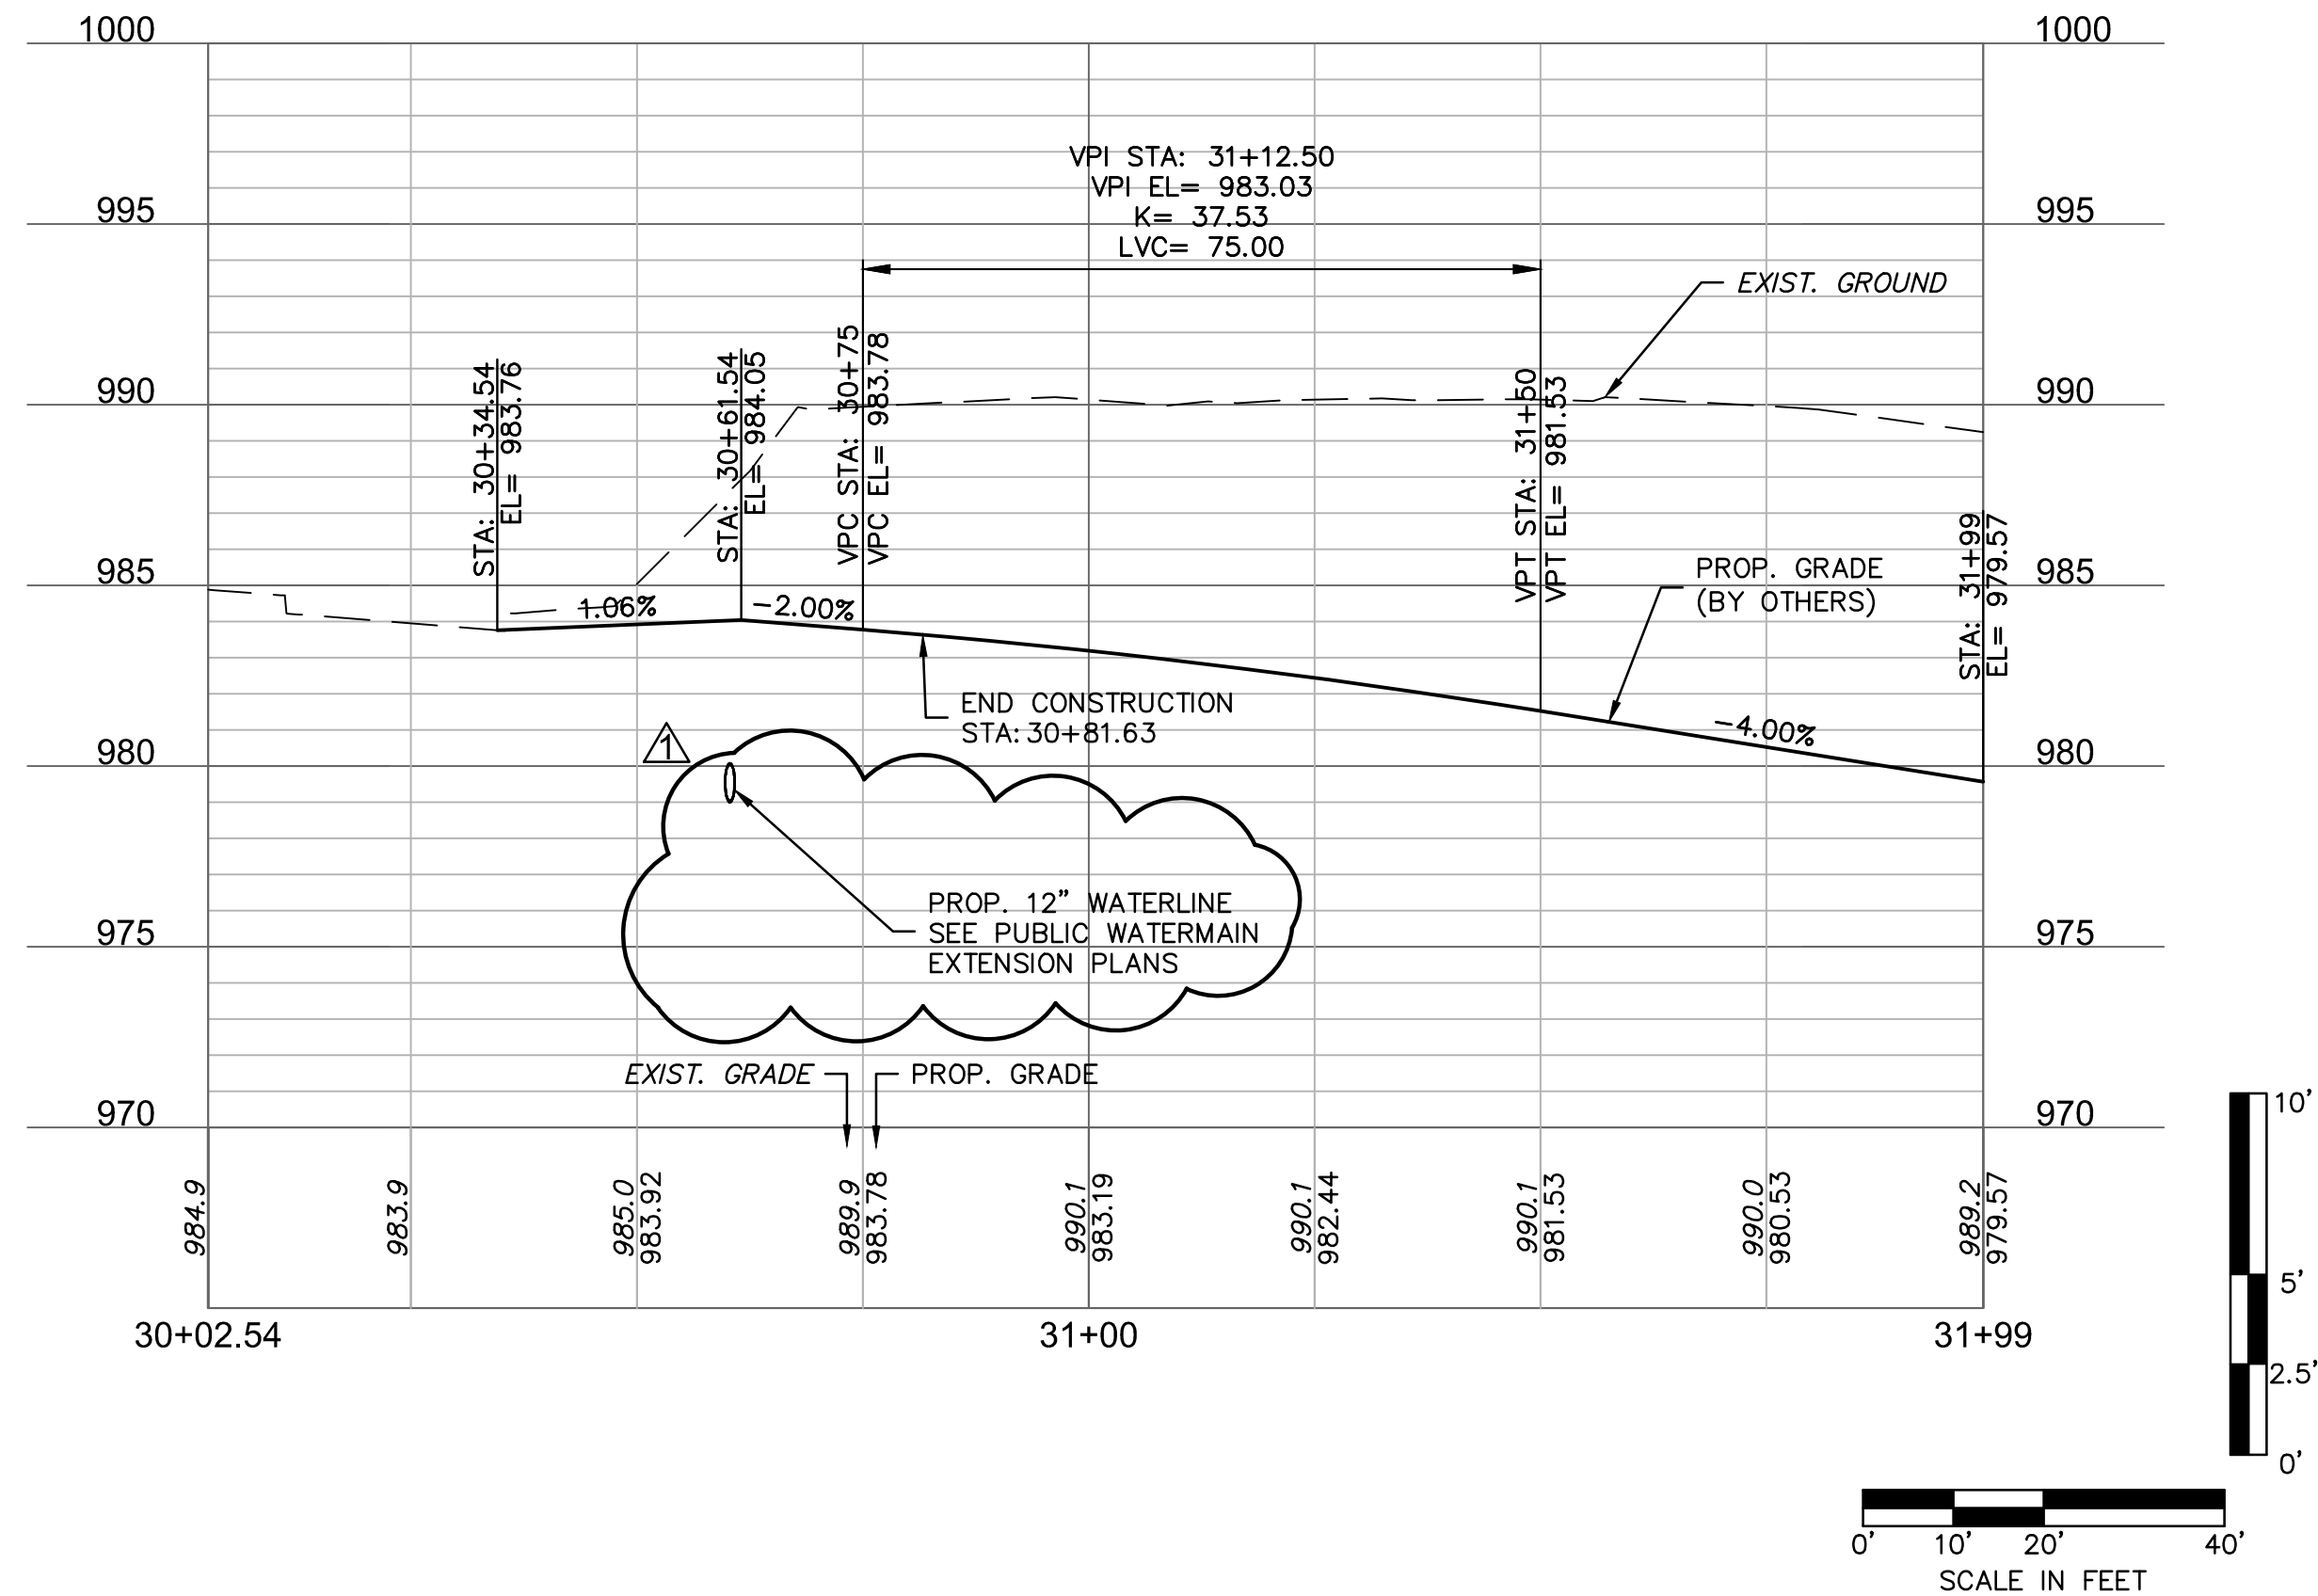 1000
1000
VPI STA: 31+12.50
VPI EL= 983.03
K= 37.53
LVC= 75.00
995
995
EXIST. GROUND
STA: 30+34.54
EL= 983.76
STA: 30+61.54
EL= 984.05
VPC STA: 30+75
VPC EL= 983.78
VPT STA: 31+50
VPT EL= 981.53
STA: 31+99
EL= 979.57
990
990
985
985
1.06%
-2.00%
PROP. GRADE
(BY OTHERS)
END CONSTRUCTION
STA: 30+81.63
-4.00%
1
980
980
PROP. 12" WATERLINE
SEE PUBLIC WATERMAIN
EXTENSION PLANS
975
975
EXIST. GRADE
PROP. GRADE
970
970
984.9
983.9
985.0
983.92
989.9
983.78
990.1
983.19
990.1
982.44
990.1
981.53
990.0
980.53
989.2
979.57
30+02.54
31+00
31+99
10'
5'
2.5'
0'
0' 10' 20' 40'
SCALE IN FEET